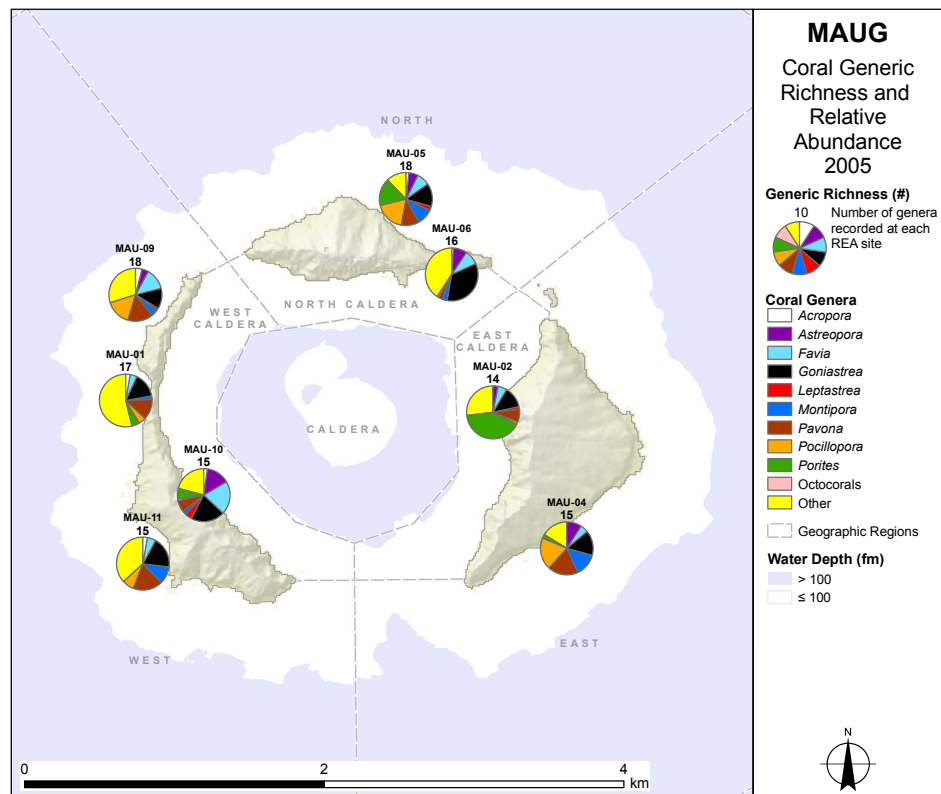 MAUG
Coral Generic
Richness and
Relative
Abundance
2005
Generic Richness (#)
10
Number of genera
recorded at each
REA site
Coral Genera
Acropora
Astreopora
Favia
Goniastrea
Leptastrea
Montipora
Pavona
Pocillopora
Porites
Octocorals
Other
Geographic Regions
Water Depth (fm)
> 100
≤ 100
N
NORTH
MAU-05
18
MAU-06
16
MAU-09
18
NORTH CALDERA
WEST
CALDERA
EAST
CALDERA
MAU-01
17
MAU-02
14
CALDERA
MAU-10
15
MAU-11
15
MAU-04
15
WEST
EAST
0
2
4
km